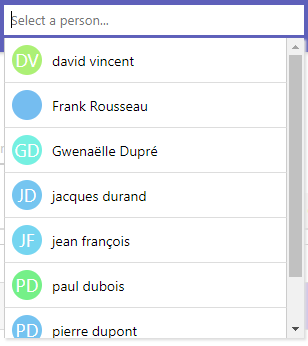 Select a person...
DV david vincent
Frank Rousseau
GD Gwenaëlle Dupré
JD jacques durand
JF jean françois
PD paul dubois
PD pierre dupont